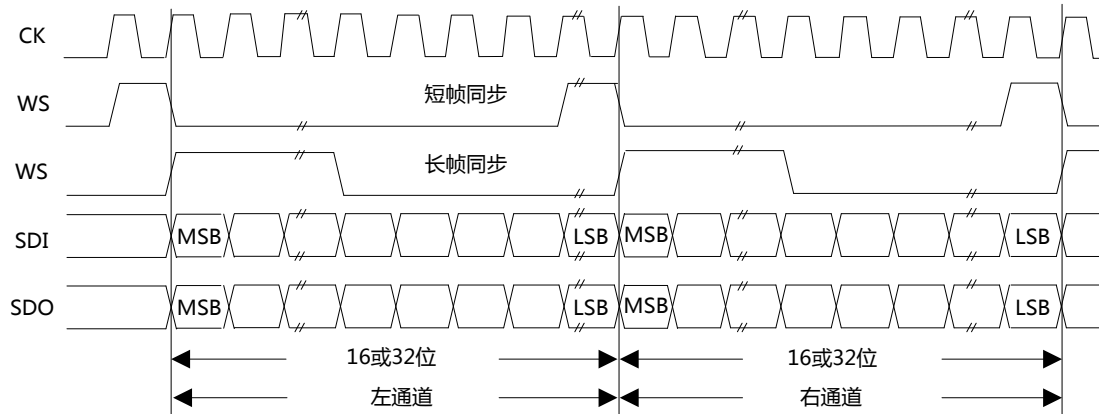 CK
WS
短帧同步
WS
长帧同步
SDI MSB LSB MSB LSB
SDO MSB LSB MSB LSB
16或32位 16或32位
左通道 右通道